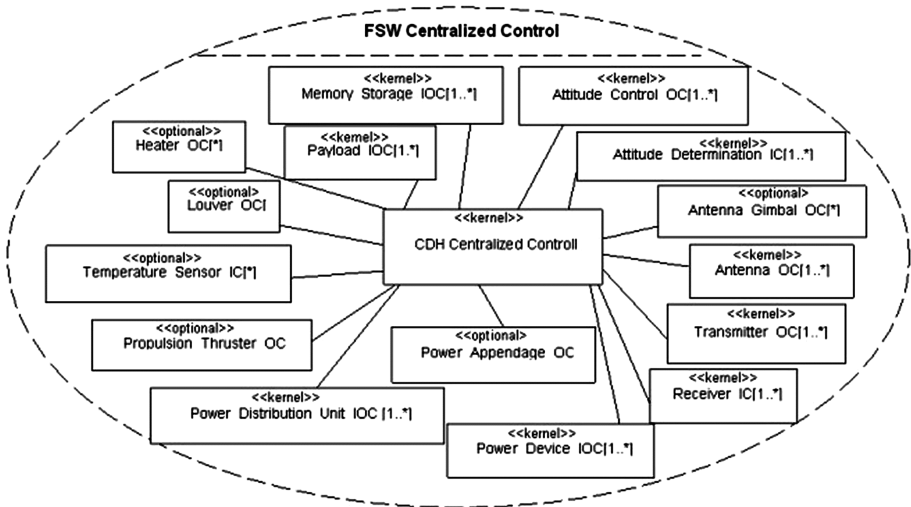 FSW Centralized Control
<<kernel>>
Memory Storage IOC[1..*]
<<kernel>>
Attitude Control OC[1..*]
<<optional>>
Heater OC[*]
<<kernel>>
Payload IOC[1.*]
<<kernel>>
Attitude Determination IC[1..*]
<<optional>
Louver OC[
<<optional>
Antenna Gimbal OC[*]
<<kernel>>
CDH Centralized Controll
<<optional>>
Temperature Sensor IC[*]
<<kernel>>
Antenna OC[1..*]
<<optional>>
Propulsion Thruster OC
<<optional>
Power Appendage OC
<<kernel>>
Transmitter OC[1..*]
<<kernel>>
Receiver IC[1..*]
<<kernel>>
Power Distribution Unit IOC [1..*]
<<kernel>>
Power Device IOC[1..*]